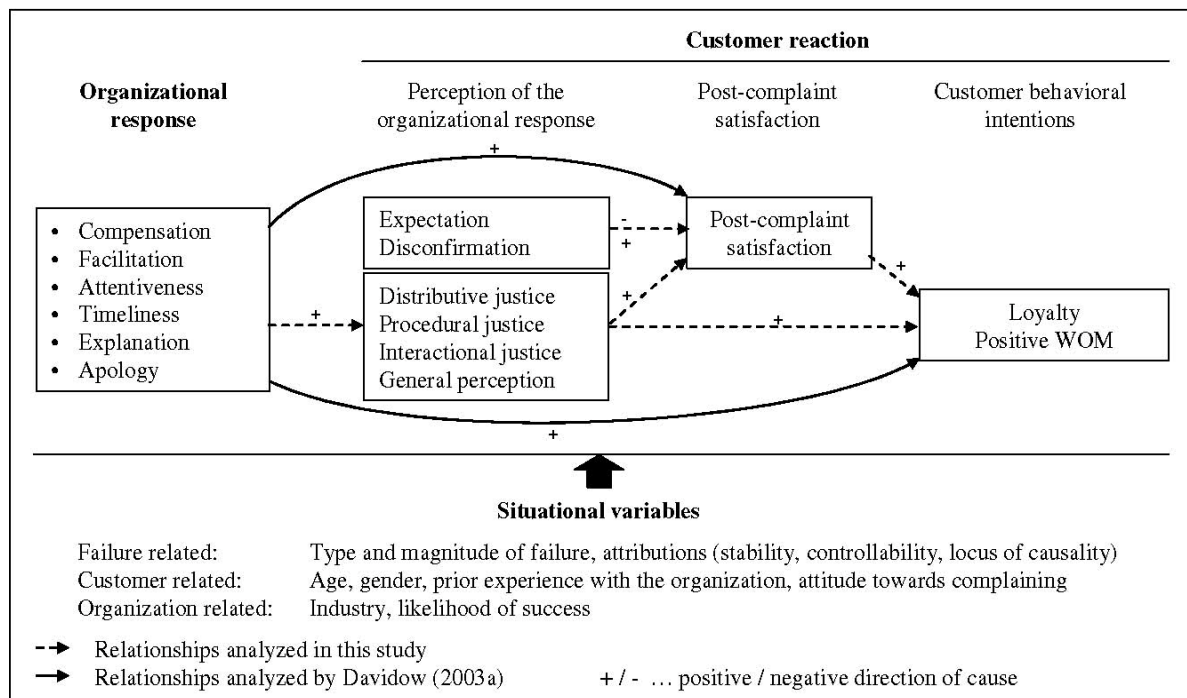 Customer reaction
Organizational
response
Perception of the
organizational response
Post-complaint
satisfaction
Customer behavioral
intentions
+
• Compensation
• Facilitation
• Attentiveness
• Timeliness
• Explanation
• Apology
+
Expectation
Disconfirmation
-
+
Distributive justice
Procedural justice
Interactional justice
General perception
+
+
Post-complaint
satisfaction
+
Loyalty
Positive WOM
+
Situational variables
Failure related: Type and magnitude of failure, attributions (stability, controllability, locus of causality)
Customer related: Age, gender, prior experience with the organization, attitude towards complaining
Organization related: Industry, likelihood of success
Relationships analyzed in this study
Relationships analyzed by Davidow (2003a) + / - … positive / negative direction of cause